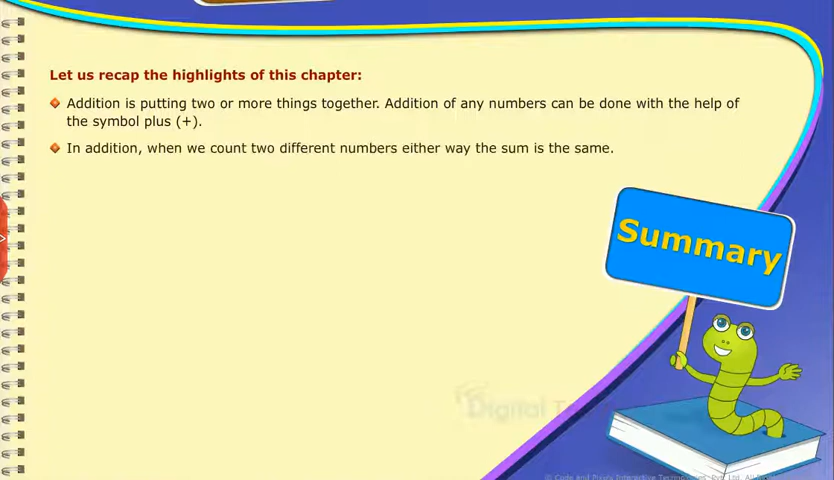 Let us recap the highlights of this chapter:
Addition is putting two or more things together. Addition of any numbers can be done with the help of
the symbol plus (+).
In addition, when we count two different numbers either way the sum is the same.
Summary
Digital